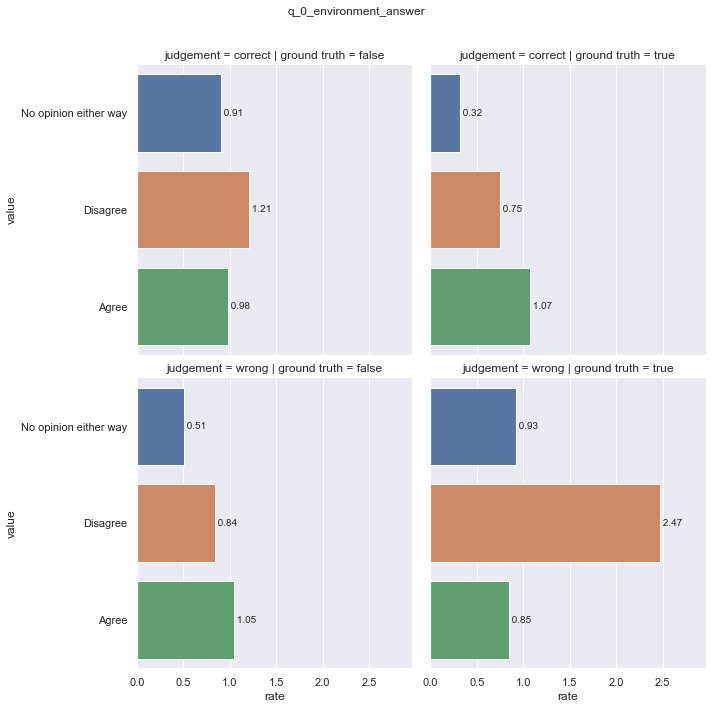 q_0_environment_answer
judgement = correct | ground truth = false
judgement = correct | ground truth = true
No opinion either way
0.91
0.32
value
Disagree
1.21
0.75
Agree
0.98
1.07
judgement = wrong | ground truth = false
judgement = wrong | ground truth = true
No opinion either way
0.51
0.93
value
Disagree
0.84
2.47
Agree
1.05
0.85
0.0 0.5 1.0 1.5 2.0 2.5
0.0 0.5 1.0 1.5 2.0 2.5
rate
rate